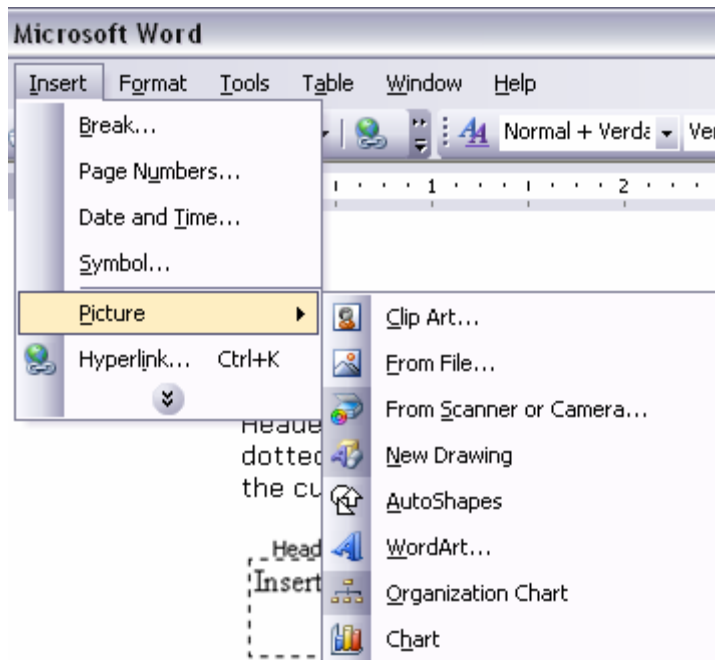 Microsoft Word
Insert Format Tools Table Window Help
Normal + Verda
Break...
Page Numbers...
1 2
Date and Time...
Symbol...
Picture
Clip Art...
Hyperlink... Ctrl+K
From File...
From Scanner or Camera...
dotted
New Drawing
the cu
AutoShapes
Head
WordArt...
Insert
Organization Chart
Chart